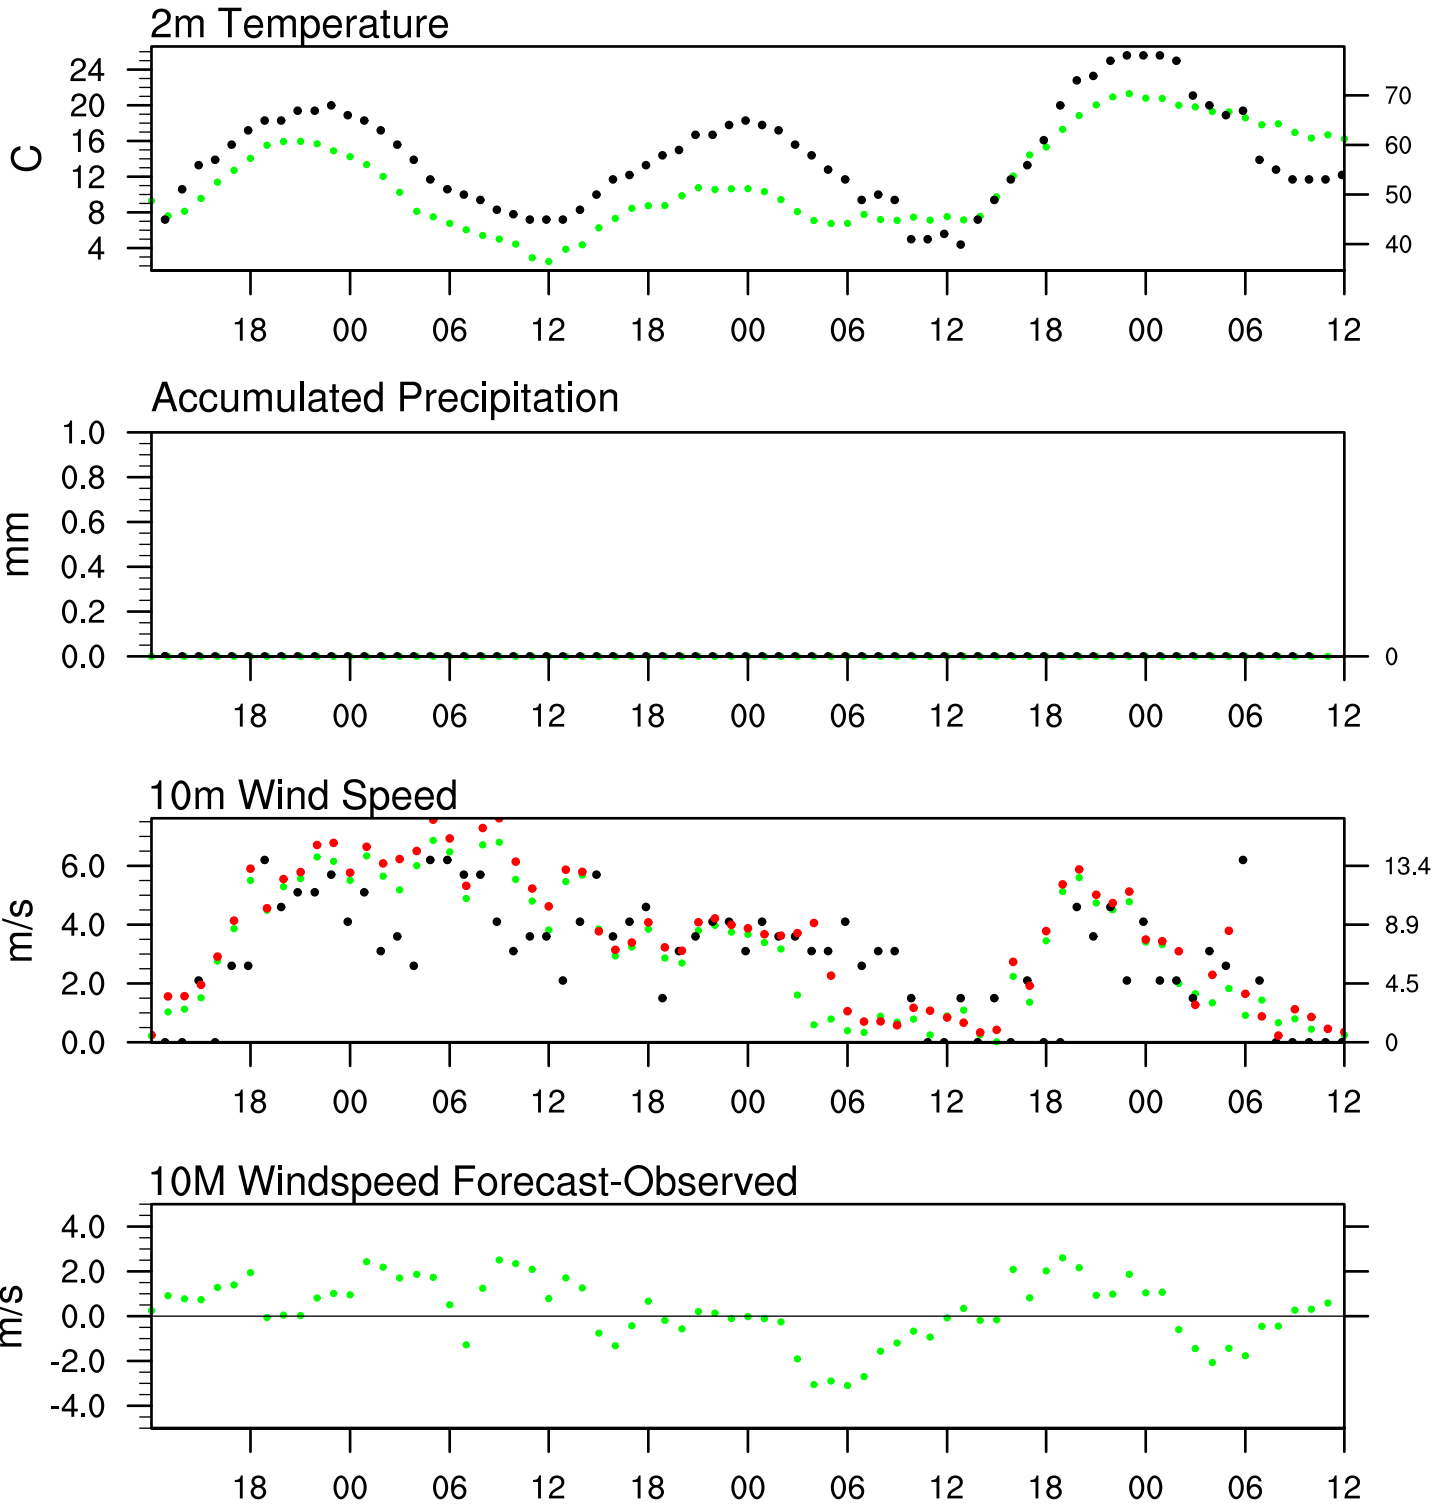 2m Temperature
C
24
20
16
12
8
4
70
60
50
40
18 00 06 12 18 00 06 12 18 00 06 12
Accumulated Precipitation
mm
1.0
0.8
0.6
0.4
0.2
0.0
0
18 00 06 12 18 00 06 12 18 00 06 12
10m Wind Speed
m/s
6.0
4.0
2.0
0.0
13.4
8.9
4.5
0
18 00 06 12 18 00 06 12 18 00 06 12
10M Windspeed Forecast-Observed
m/s
4.0
2.0
0.0
-2.0
-4.0
18 00 06 12 18 00 06 12 18 00 06 12